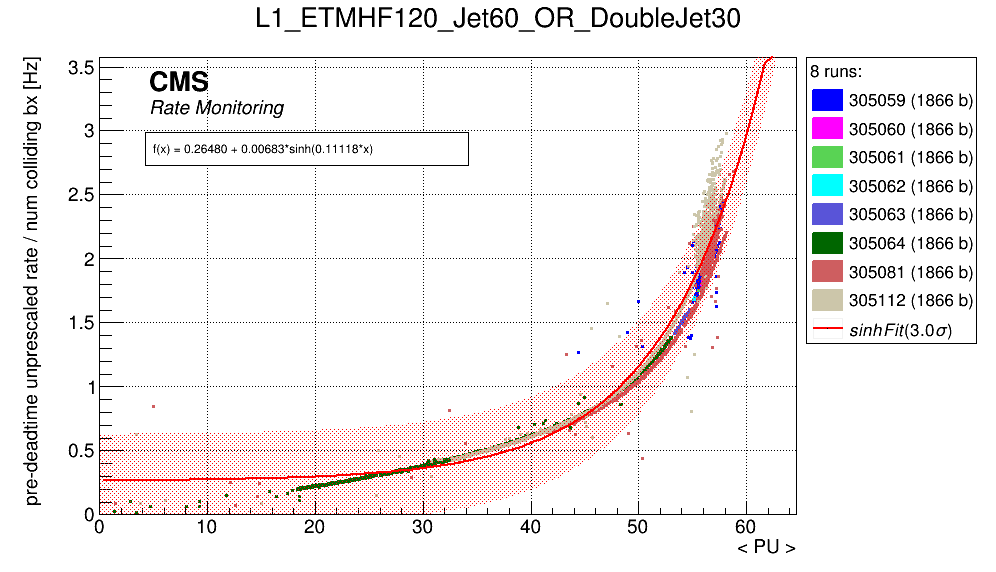 L1_ETMHF120_Jet60_OR_DoubleJet30
pre-deadtime unprescaled rate / num colliding bx [Hz]
3.5
3
2.5
2
1.5
1
0.5
0
CMS
Rate Monitoring
f(x) = 0.26480 + 0.00683*sinh(0.11118*x)
0 10 20 30 40 50 60
< PU >
8 runs:
305059 (1866 b)
305060 (1866 b)
305061 (1866 b)
305062 (1866 b)
305063 (1866 b)
305064 (1866 b)
305081 (1866 b)
305112 (1866 b)
sinhFit(3.0σ)